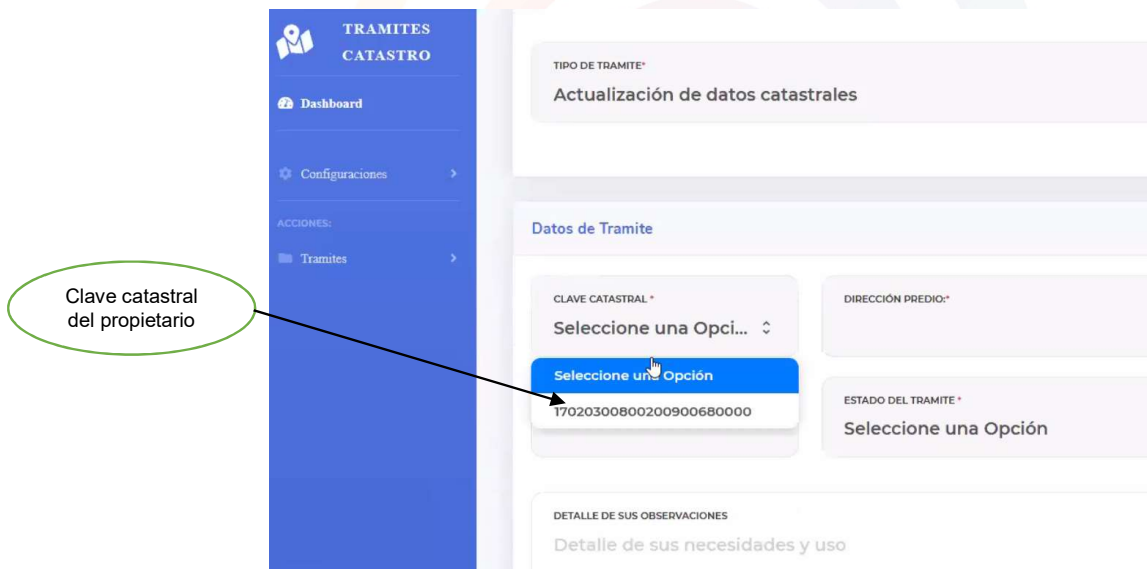 TRAMITES
CATASTRO
Dashboard
Configuraciones
ACCIONES:
Tramites
Clave catastral
del propietario
TIPO DE TRAMITE*
Actualización de datos catastrales
Datos de Tramite
CLAVE CATASTRAL *
Seleccione una Opci...
Seleccione una Opción
17020300800200900680000
DIRECCIÓN PREDIO:*
ESTADO DEL TRAMITE *
Seleccione una Opción
DETALLE DE SUS OBSERVACIONES
Detalle de sus necesidades y uso